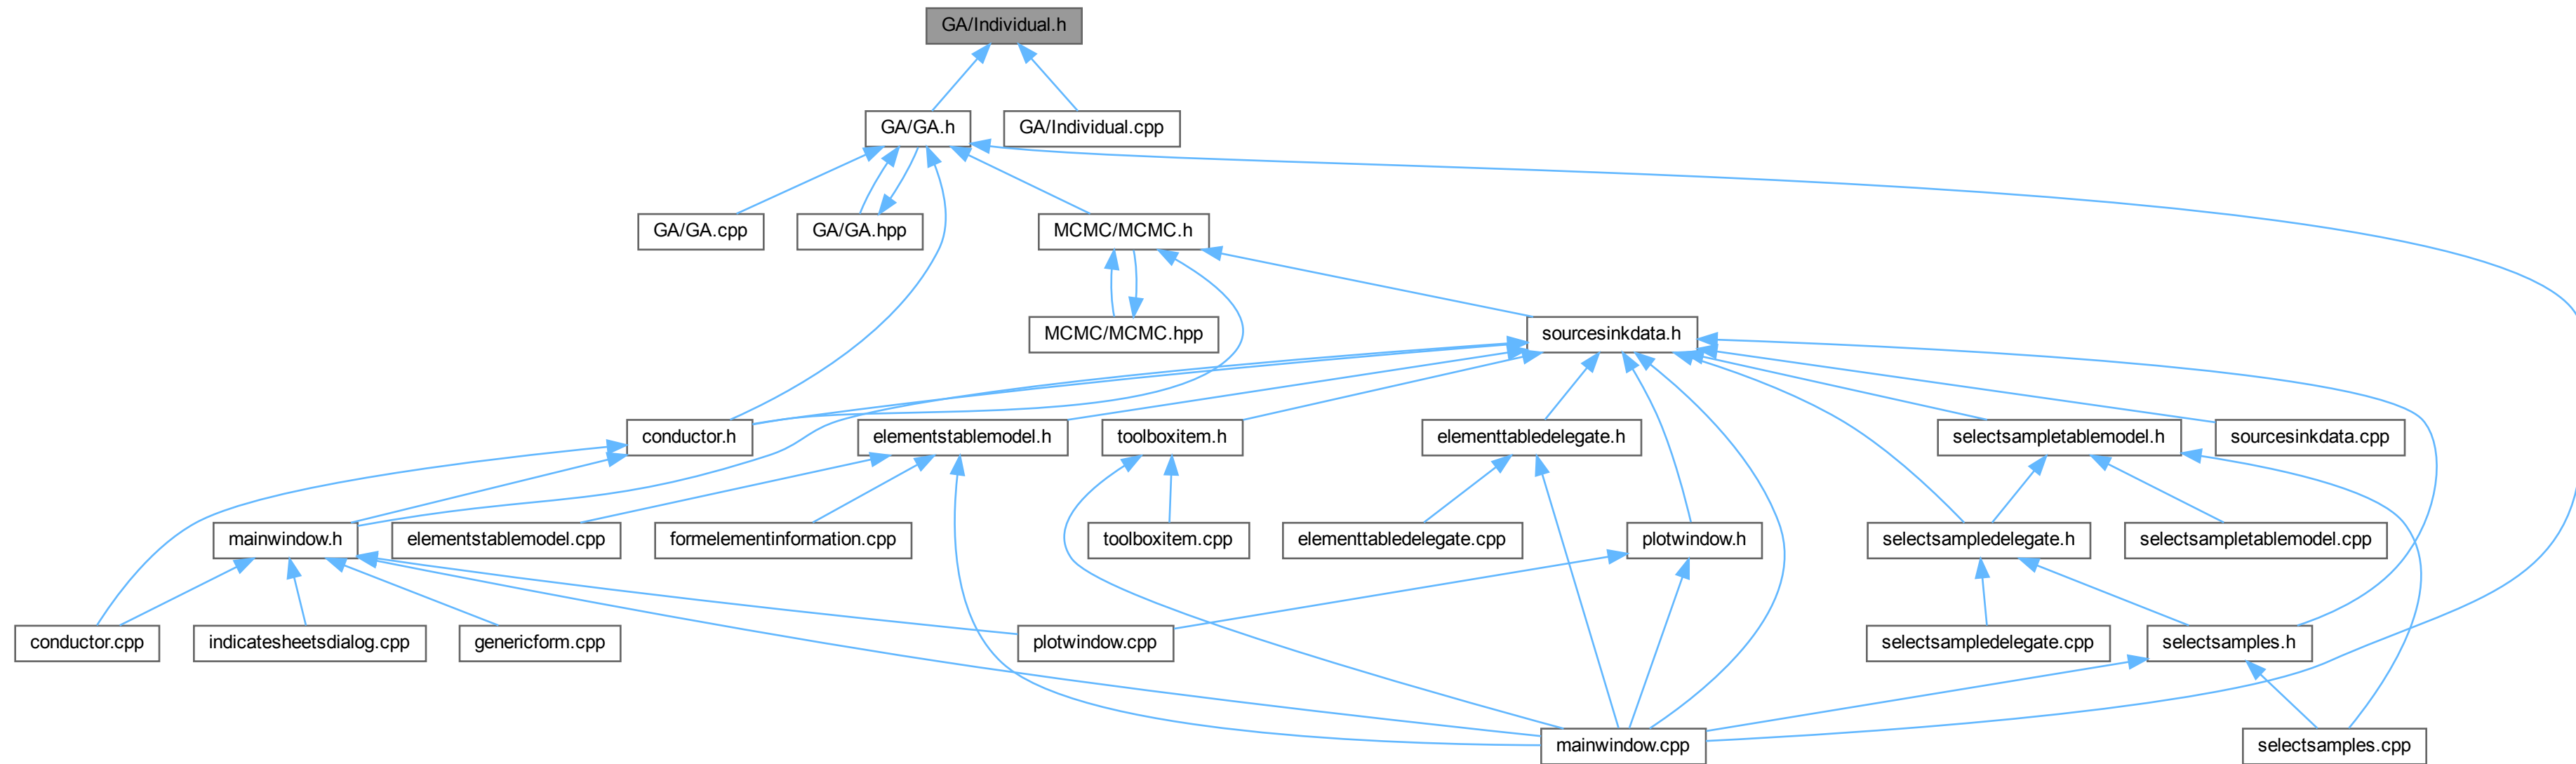 GA/Individual.h
GA/GA.h
GA/Individual.cpp
GA/GA.cpp
GA/GA.hpp
MCMC/MCMC.h
MCMC/MCMC.hpp
sourcesinkdata.h
conductor.h
elementstablemodel.h
toolboxitem.h
elementtabledelegate.h
selectsampletablemodel.h
sourcesinkdata.cpp
mainwindow.h
elementstablemodel.cpp
formelementinformation.cpp
toolboxitem.cpp
elementtabledelegate.cpp
plotwindow.h
selectsampledelegate.h
selectsampletablemodel.cpp
conductor.cpp
indicatesheetsdialog.cpp
genericform.cpp
plotwindow.cpp
selectsampledelegate.cpp
selectsamples.h
mainwindow.cpp
selectsamples.cpp